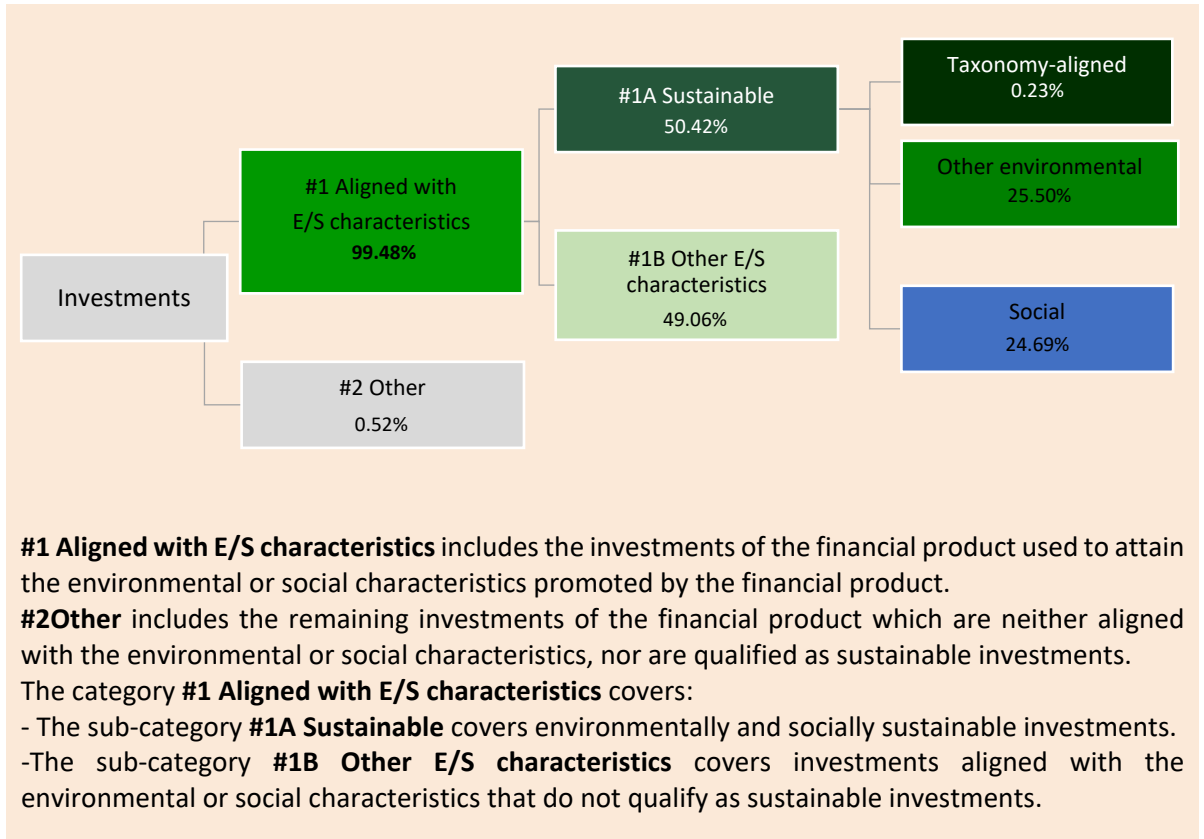 Investments
#1 Aligned with
E/S characteristics
99.48%
#2 Other
0.52%
#1A Sustainable
50.42%
#1B Other E/S
characteristics
49.06%
Taxonomy-aligned
0.23%
Other environmental
25.50%
Social
24.69%
#1 Aligned with E/S characteristics includes the investments of the financial product used to attain
the environmental or social characteristics promoted by the financial product.
#2Other includes the remaining investments of the financial product which are neither aligned
with the environmental or social characteristics, nor are qualified as sustainable investments.
The category #1 Aligned with E/S characteristics covers:
- The sub-category #1A Sustainable covers environmentally and socially sustainable investments.
-The sub-category #1B Other E/S characteristics covers investments aligned with the
environmental or social characteristics that do not qualify as sustainable investments.